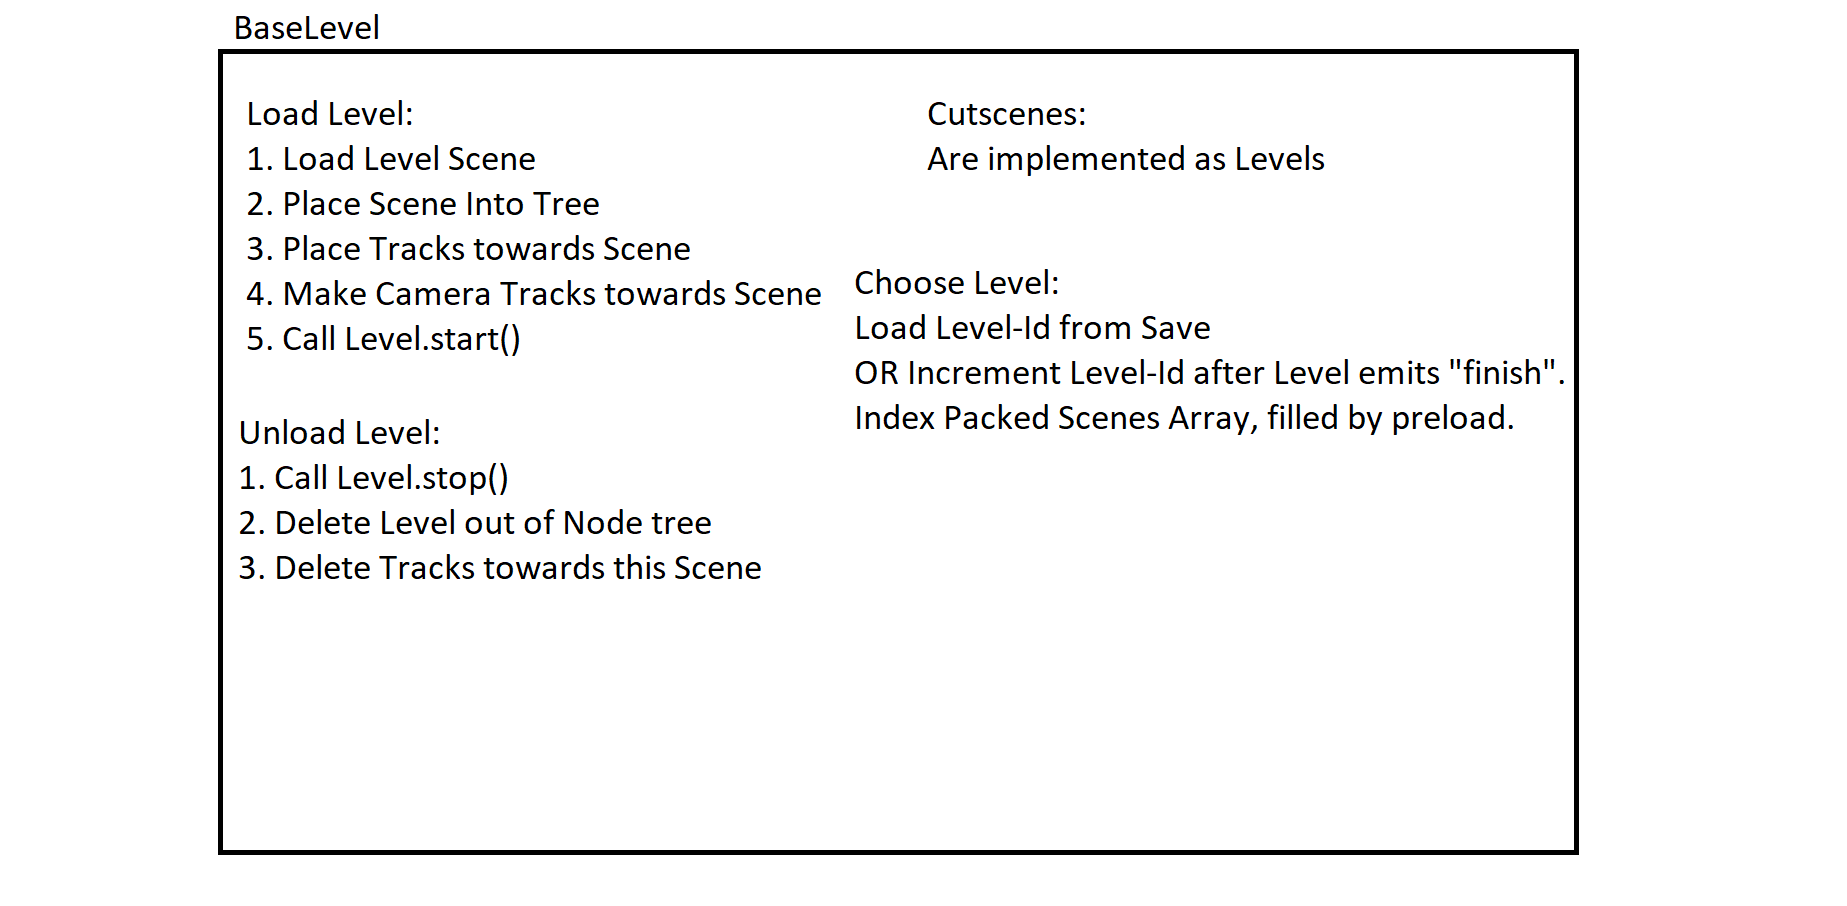 BaseLevel
Load Level:
1. Load Level Scene
2. Place Scene Into Tree
3. Place Tracks towards Scene
4. Make Camera Tracks towards Scene
5. Call Level.start()
Unload Level:
1. Call Level.stop()
2. Delete Level out of Node tree
3. Delete Tracks towards this Scene
Cutscenes:
Are implemented as Levels
Choose Level:
Load Level-Id from Save
OR Increment Level-Id after Level emits "finish".
Index Packed Scenes Array, filled by preload.